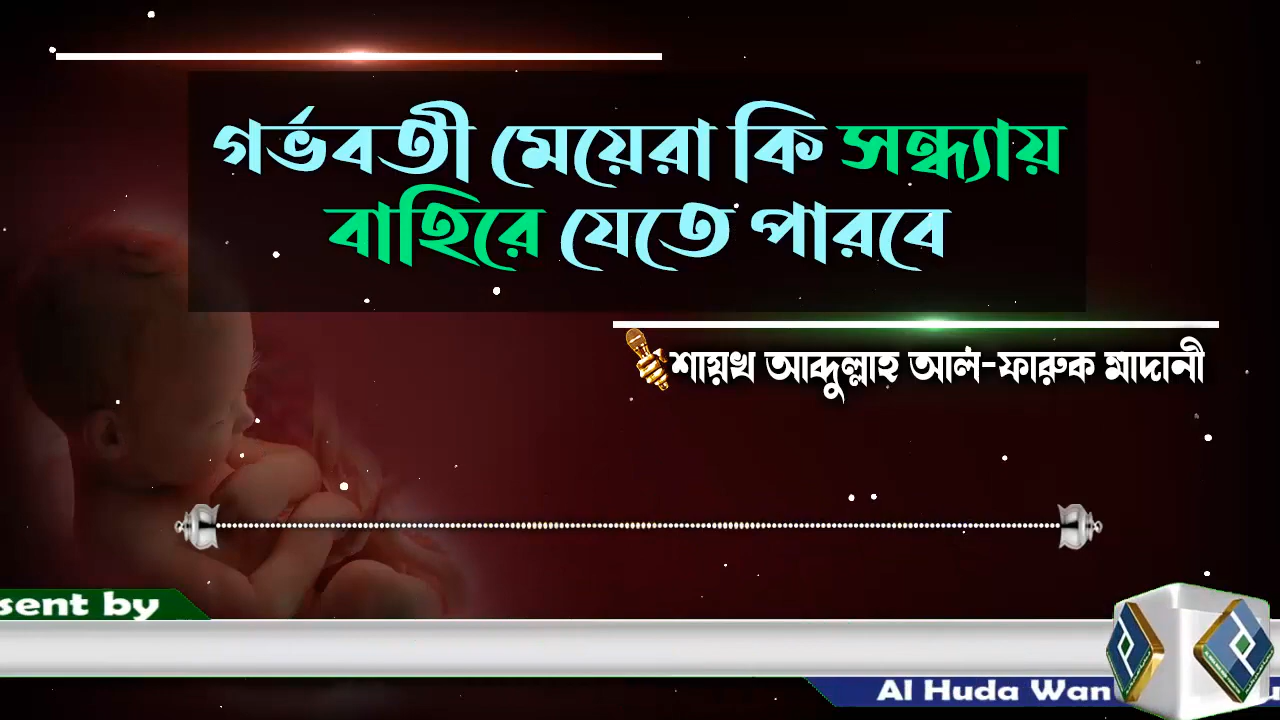 গর্ভবতী মেয়েরা কি সন্ধ্যায়
বাহিরে যেতে পারবে
শায়খ আব্দুল্লাহ আল-ফারুক মাদানী
sent by
Al Huda Wan